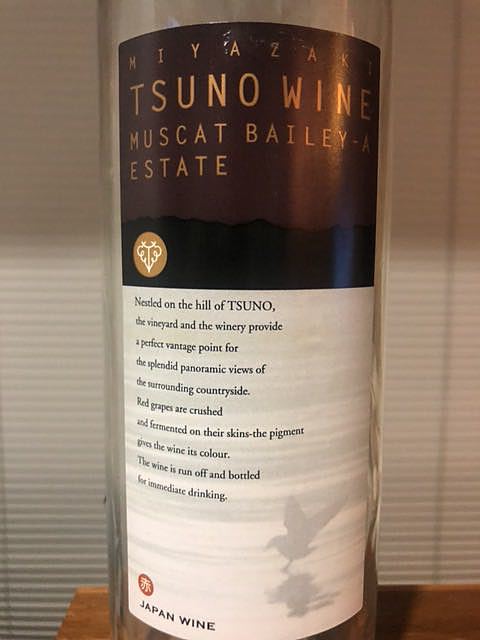 MIYAZAKI
TSUNO WINE
MUSCAT BAILEY-A
ESTATE
Nestled on the hill of TSUNO,
the vineyard and the winery provide
a perfect vantage point for
the splendid panoramic views of
the surrounding countryside.
Red grapes are crushed
and fermented on their skins-the pigment
gives the wine its colour.
The wine is run off and bottled
for immediate drinking.
赤
JAPAN WINE